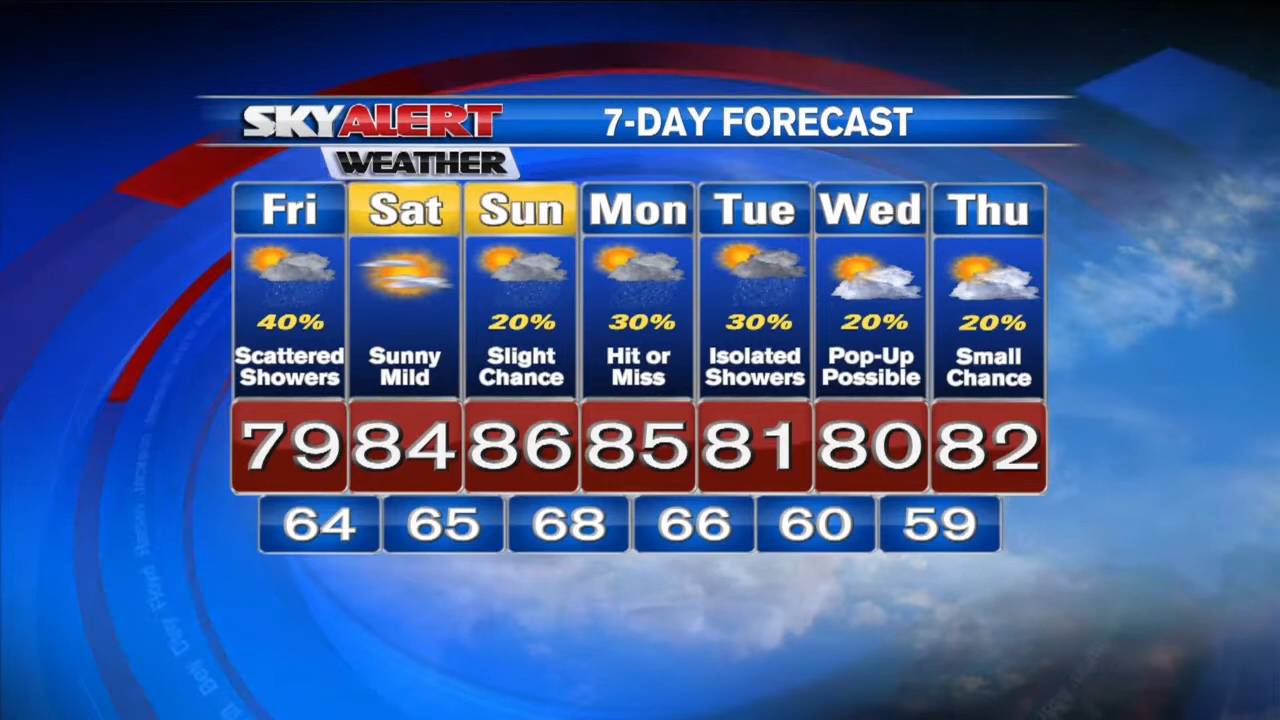 SKYALERT 7-DAY FORECAST
WEATHER
Fri Sat Sun Mon Tue Wed Thu
40% 20% 30% 30% 20% 20%
Scattered Sunny Slight Hit or Isolated Pop-Up Small
Showers Mild Chance Miss Showers Possible Chance
79 84 86 85 81 80 82
64 65 68 66 60 59